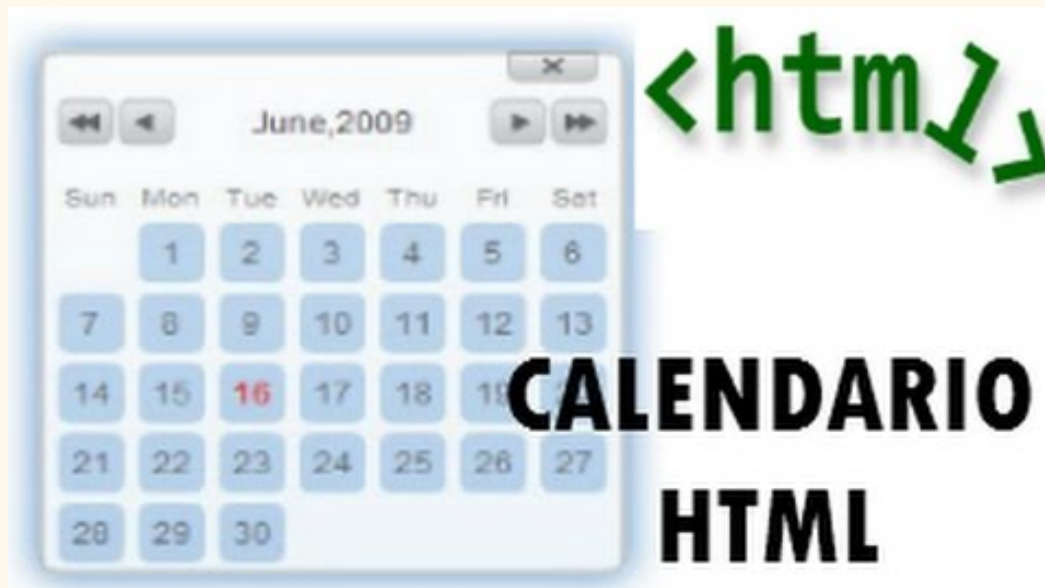 <html>
June,2009
Sun Mon Tue Wed Thu Fri Sat
1 2 3 4 5 6
7 8 9 10 11 12 13
14 15 16 17 18 19
21 22 23 24 25 26 27
28 29 30
CALENDARIO
HTML